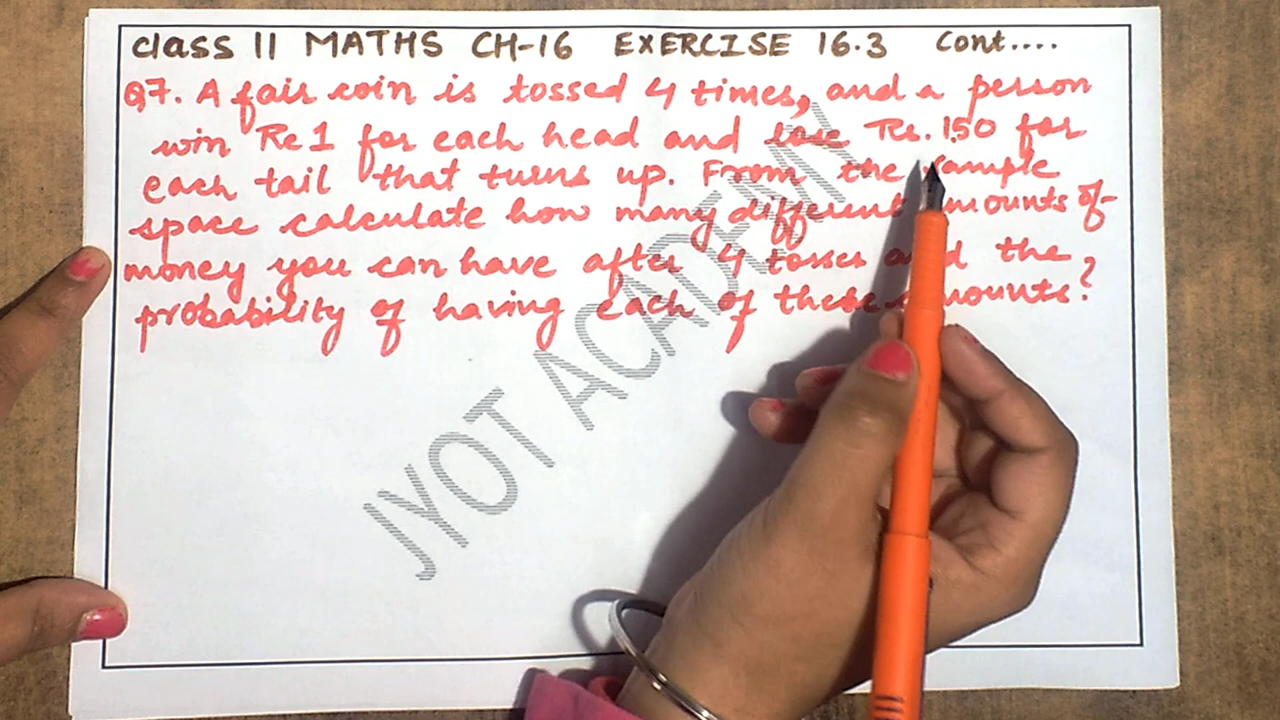 class 11 MATHS CH-16 EXERCISE 16.3 Cont....
Q7. A fair coin is tossed 4 times, and a person
win Re 1 for each head and lose Rs. 1.50 for
each tail that turns up. From the sample
space calculate how many different amounts of
money you can have after 4 tosses and the
probability of having each of these amounts?
JYOT ACADEMY